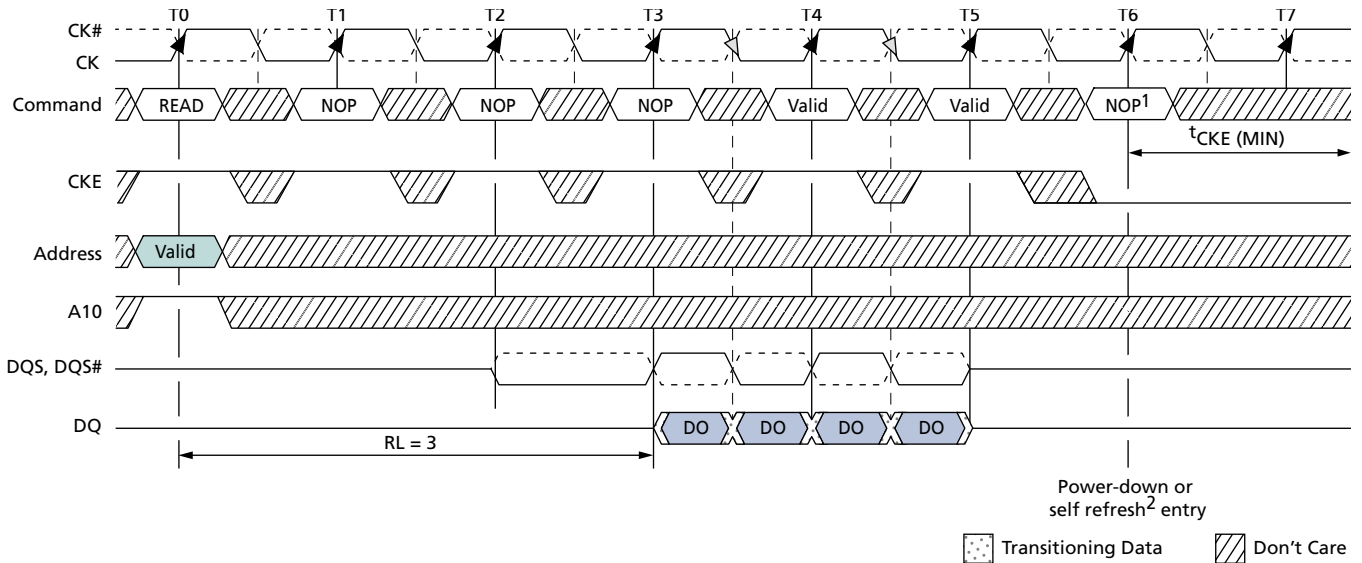 T0 T1 T2 T3 T4 T5 T6 T7
CK#
CK
Command READ NOP NOP NOP Valid Valid NOP1
tCKE (MIN)
CKE
Address Valid
A10
DQS, DQS#
DQ DO DO DO DO
RL = 3
Power-down or
self refresh2 entry
Transitioning Data Don't Care